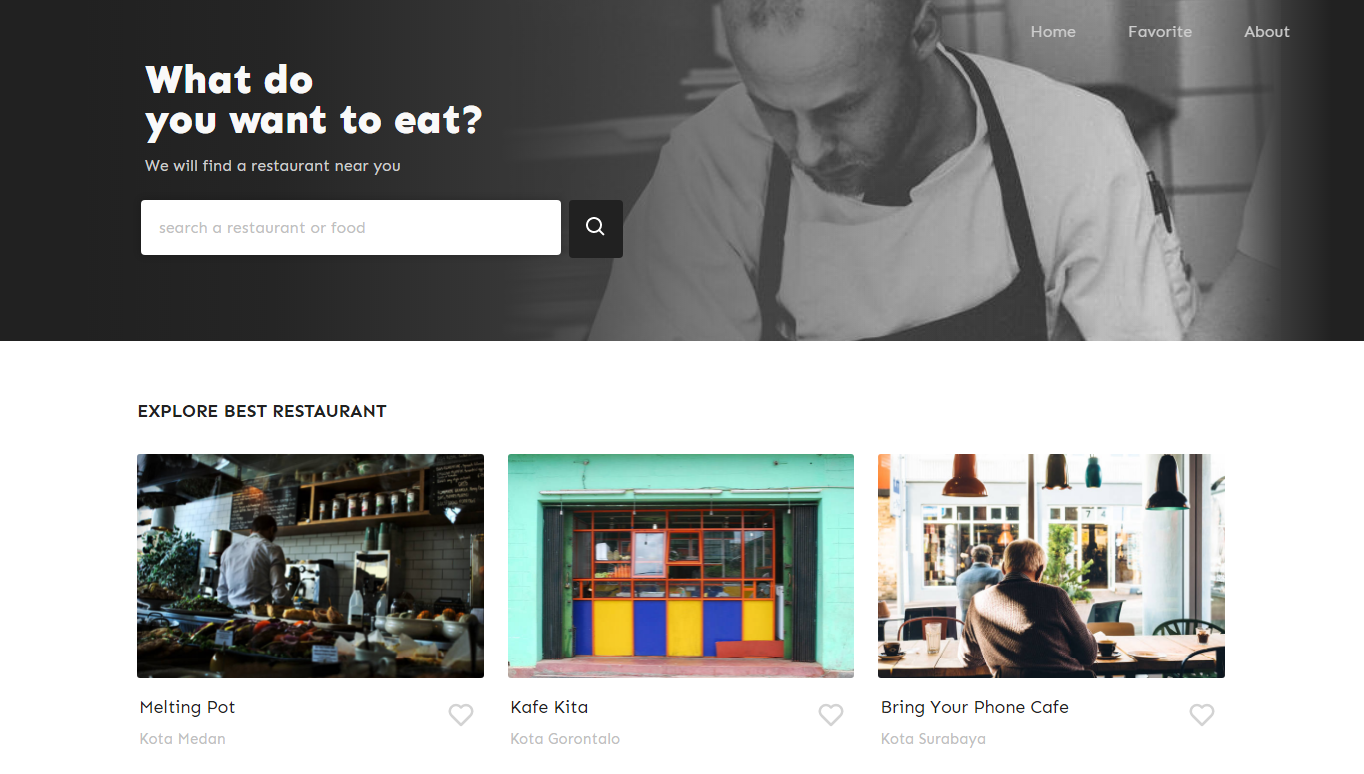 Home Favorite About
What do
you want to eat?
We will find a restaurant near you
search a restaurant or food
EXPLORE BEST RESTAURANT
Melting Pot
Kota Medan
Kafe Kita
Kota Gorontalo
Bring Your Phone Cafe
Kota Surabaya